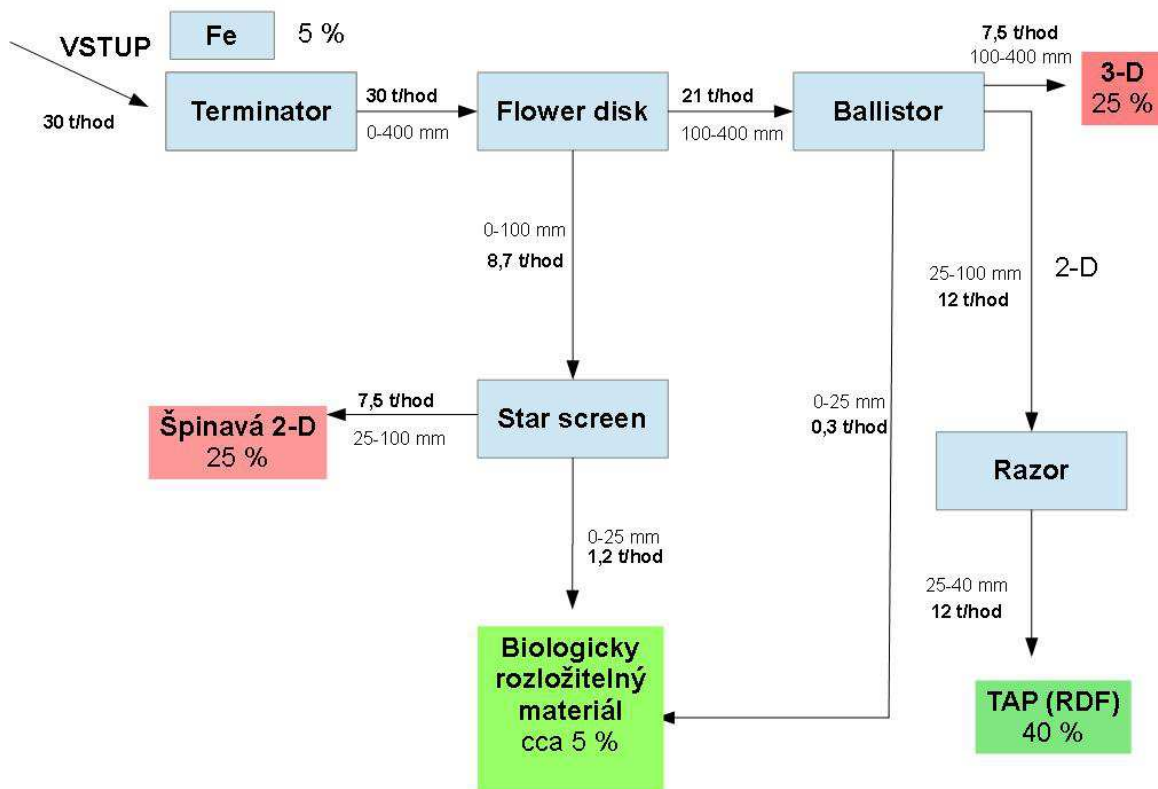 VSTUP
Fe
5 %
30 t/hod
Terminator
30 t/hod
0-400 mm
Flower disk
21 t/hod
100-400 mm
Ballistor
7,5 t/hod
100-400 mm
3-D
25 %
0-100 mm
8,7 t/hod
25-100 mm
12 t/hod
2-D
Star screen
7,5 t/hod
25-100 mm
Špinavá 2-D
25 %
0-25 mm
0,3 t/hod
Razor
0-25 mm
1,2 t/hod
25-40 mm
12 t/hod
Biologicky
rozložitelný
materiál
cca 5 %
TAP (RDF)
40 %